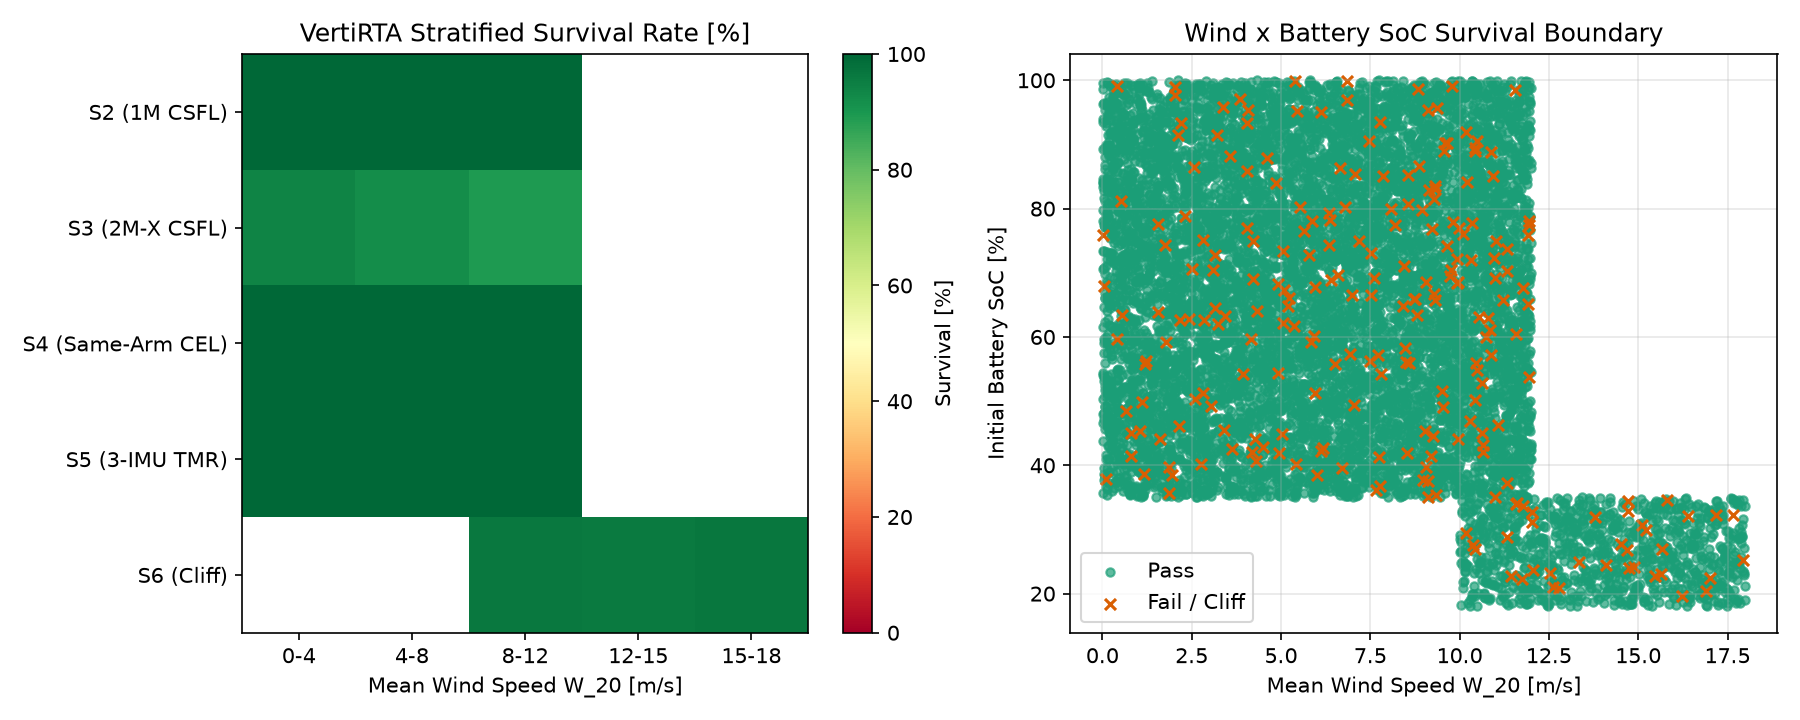 VertiRTA Stratified Survival Rate [%]
S2 (1M CSFL)
S3 (2M-X CSFL)
S4 (Same-Arm CEL)
S5 (3-IMU TMR)
S6 (Cliff)
0-4
4-8
8-12
12-15
15-18
Mean Wind Speed W_20 [m/s]
100
80
60
40
20
0
Survival [%]
Wind x Battery SoC Survival Boundary
Initial Battery SoC [%]
100
80
60
40
20
Pass
Fail / Cliff
0.0
2.5
5.0
7.5
10.0
12.5
15.0
17.5
Mean Wind Speed W_20 [m/s]